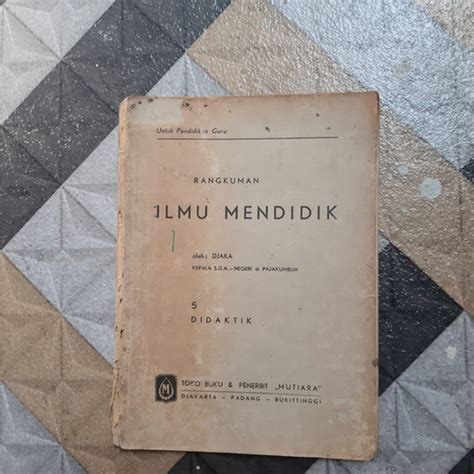 Untuk Pendidikan Guru
RANGKUMAN
ILMU MENDIDIK
oleh: DJAKA
KEPALA S.G.A. - NEGERI di PAJAKUMBUH
5
DIDAKTIK
M
TOKO BUKU & PENERBIT „MUTIARA"
DJAKARTA - PADANG - BUKITTINGGI